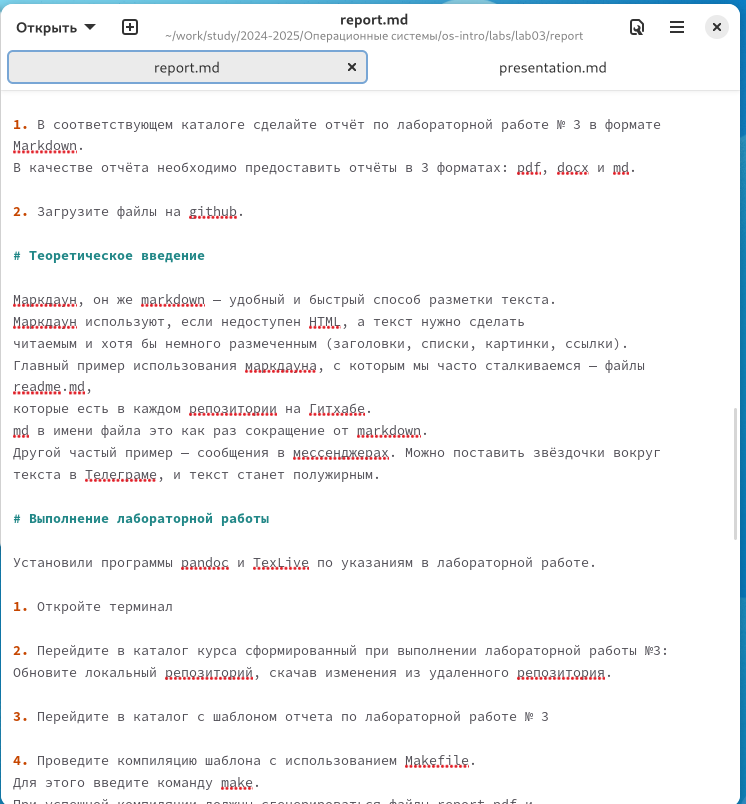 Открыть
report.md
~/work/study/2024-2025/Операционные системы/os-intro/labs/lab03/report
report.md
presentation.md
1. В соответствующем каталоге сделайте отчёт по лабораторной работе № 3 в формате
Markdown.
В качестве отчёта необходимо предоставить отчёты в 3 форматах: pdf, docx и md.
2. Загрузите файлы на github.
# Теоретическое введение
Маркдаун, он же markdown — удобный и быстрый способ разметки текста.
Маркдаун используют, если недоступен HTML, а текст нужно сделать
читаемым и хотя бы немного размеченным (заголовки, списки, картинки, ссылки).
Главный пример использования маркдауна, с которым мы часто сталкиваемся — файлы
readme.md,
которые есть в каждом репозитории на Гитхабе.
md в имени файла это как раз сокращение от markdown.
Другой частый пример — сообщения в мессенджерах. Можно поставить звёздочки вокруг
текста в Телеграме, и текст станет полужирным.
# Выполнение лабораторной работы
Установили программы pandoc и TexLive по указаниям в лабораторной работе.
1. Откройте терминал
2. Перейдите в каталог курса сформированный при выполнении лабораторной работы №3:
Обновите локальный репозиторий, скачав изменения из удаленного репозитория.
3. Перейдите в каталог с шаблоном отчета по лабораторной работе № 3
4. Проведите компиляцию шаблона с использованием Makefile.
Для этого введите команду make.
При успешной компиляции должны сгенерироваться файлы report.pdf и